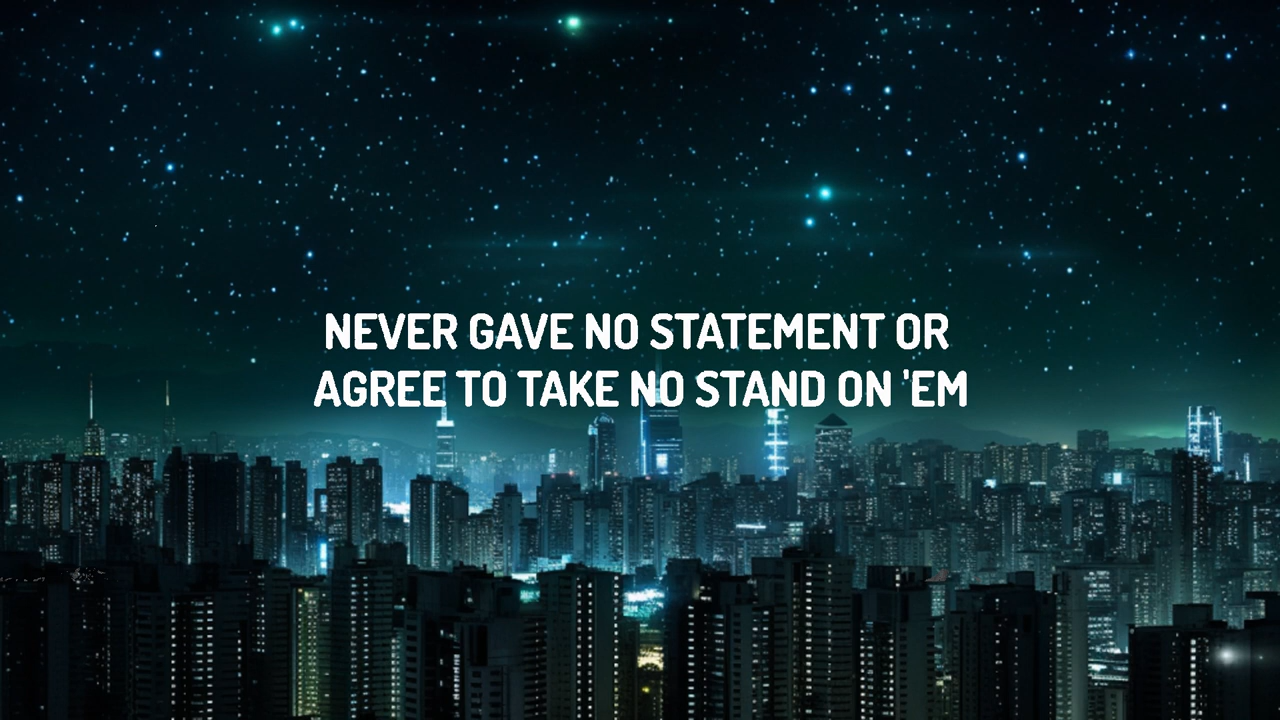 NEVER GAVE NO STATEMENT OR
AGREE TO TAKE NO STAND ON 'EM